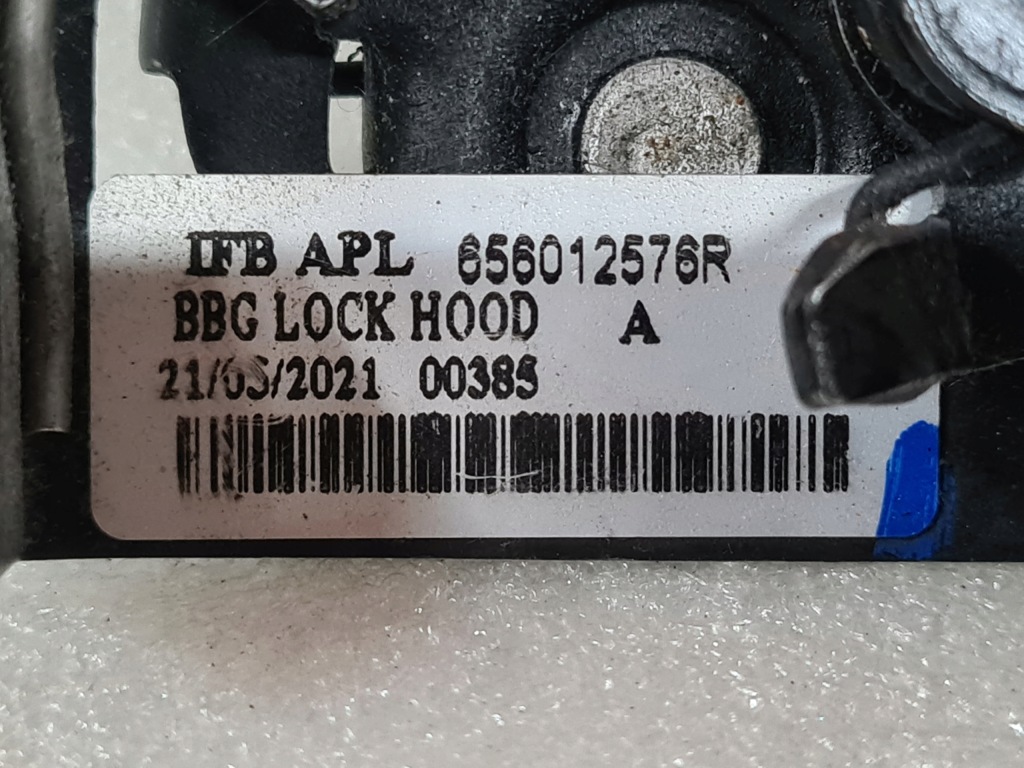 IFB APL 656012576R
BBG LOCK HOOD A
00385